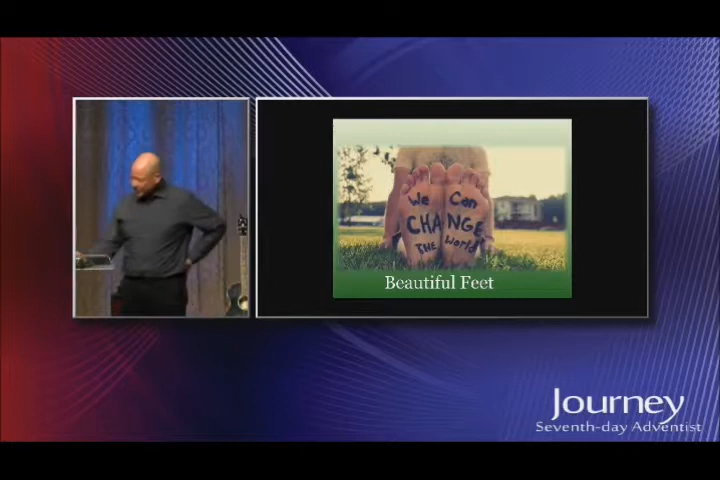 We Can
CHANGE
THE World
Beautiful Feet
Journey
Seventh-day Adventist